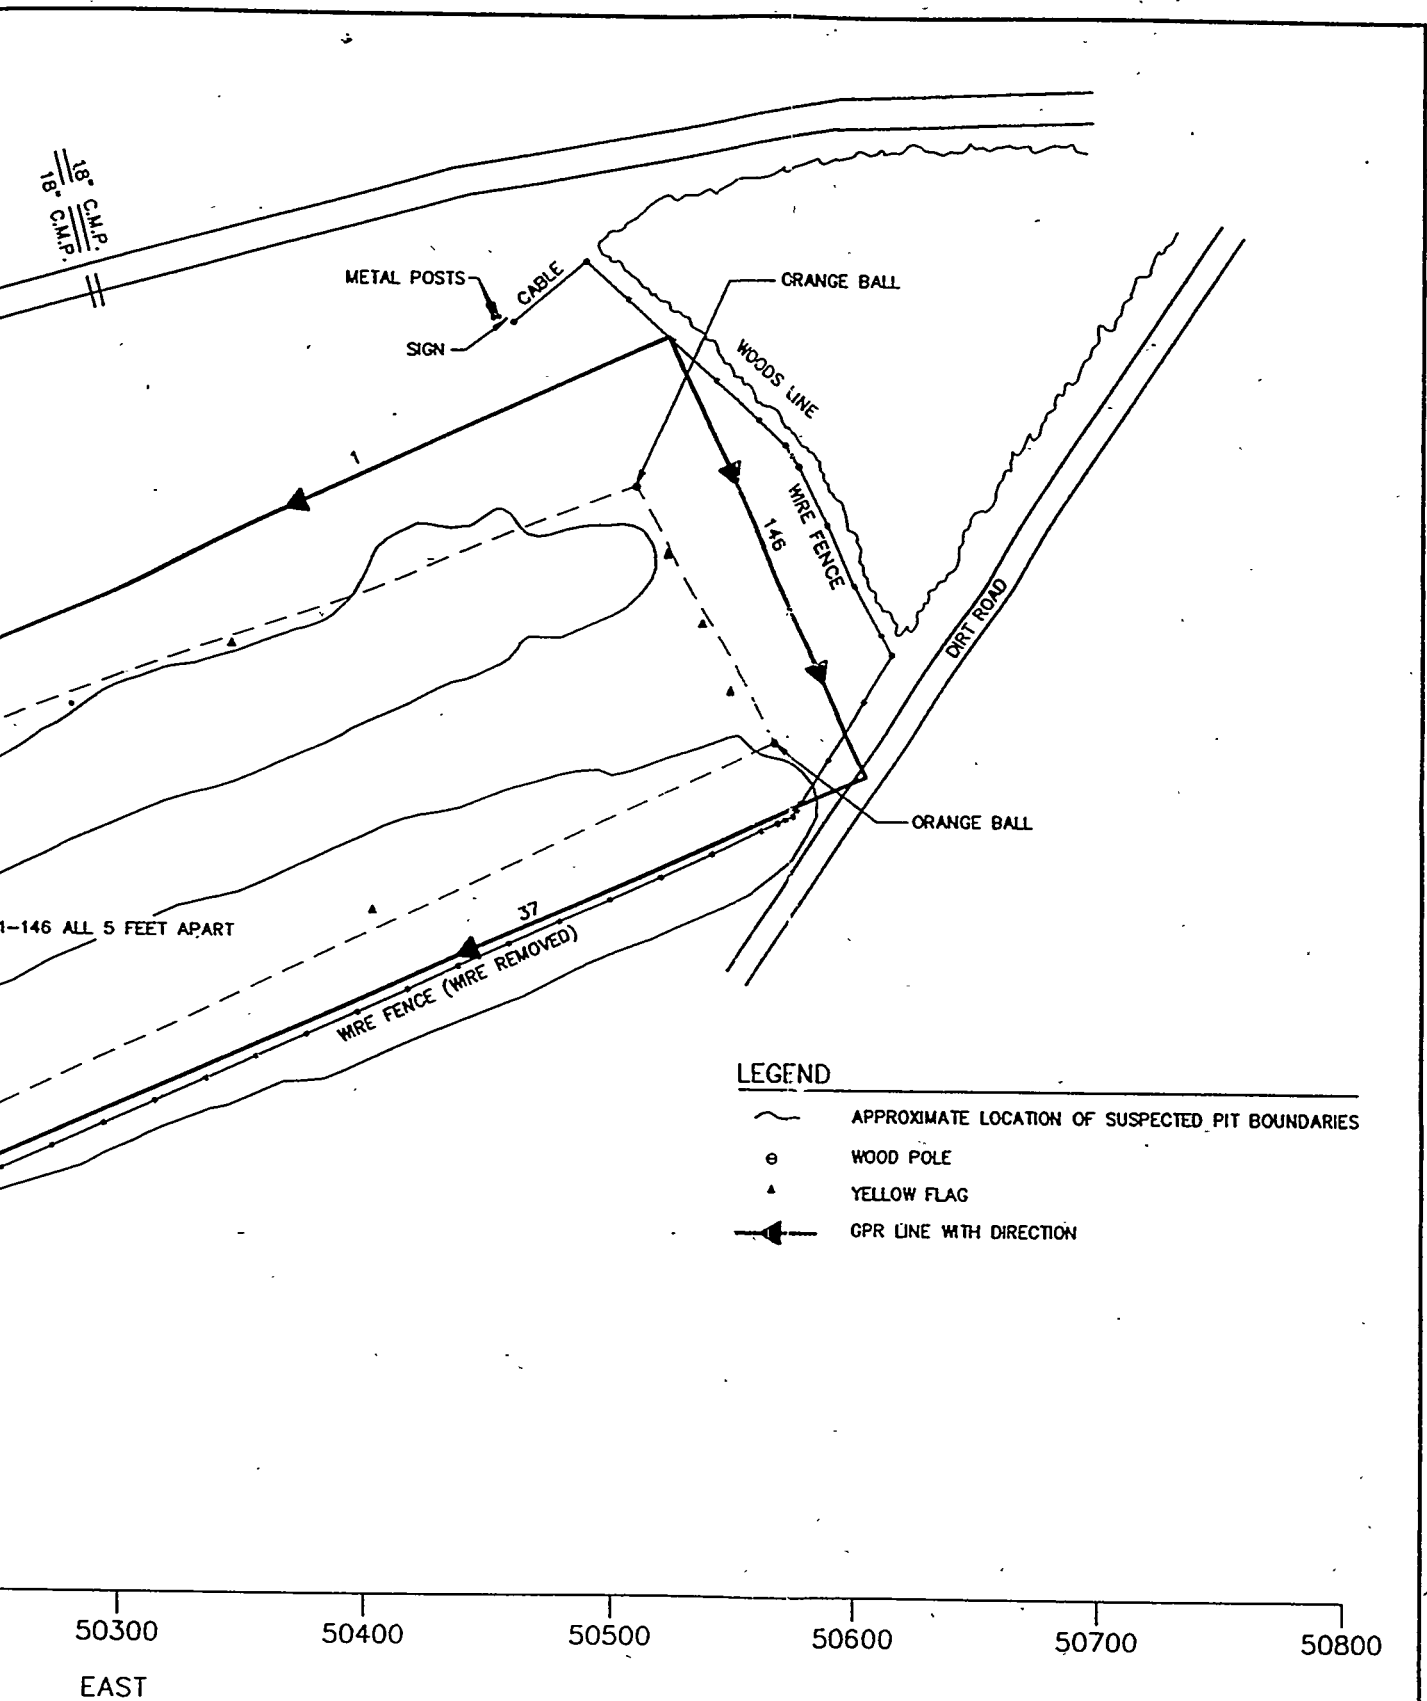 18" C.M.P.
18" C.M.P.
METAL POSTS
CABLE
ORANGE BALL
SIGN
WOODS LINE
1
WIRE FENCE
146
DIRT ROAD
ORANGE BALL
37
1-146 ALL 5 FEET APART
WIRE FENCE (WIRE REMOVED)
LEGEND
APPROXIMATE LOCATION OF SUSPECTED PIT BOUNDARIES
WOOD POLE
YELLOW FLAG
GPR LINE WITH DIRECTION
50300 50400 50500 50600 50700 50800
EAST